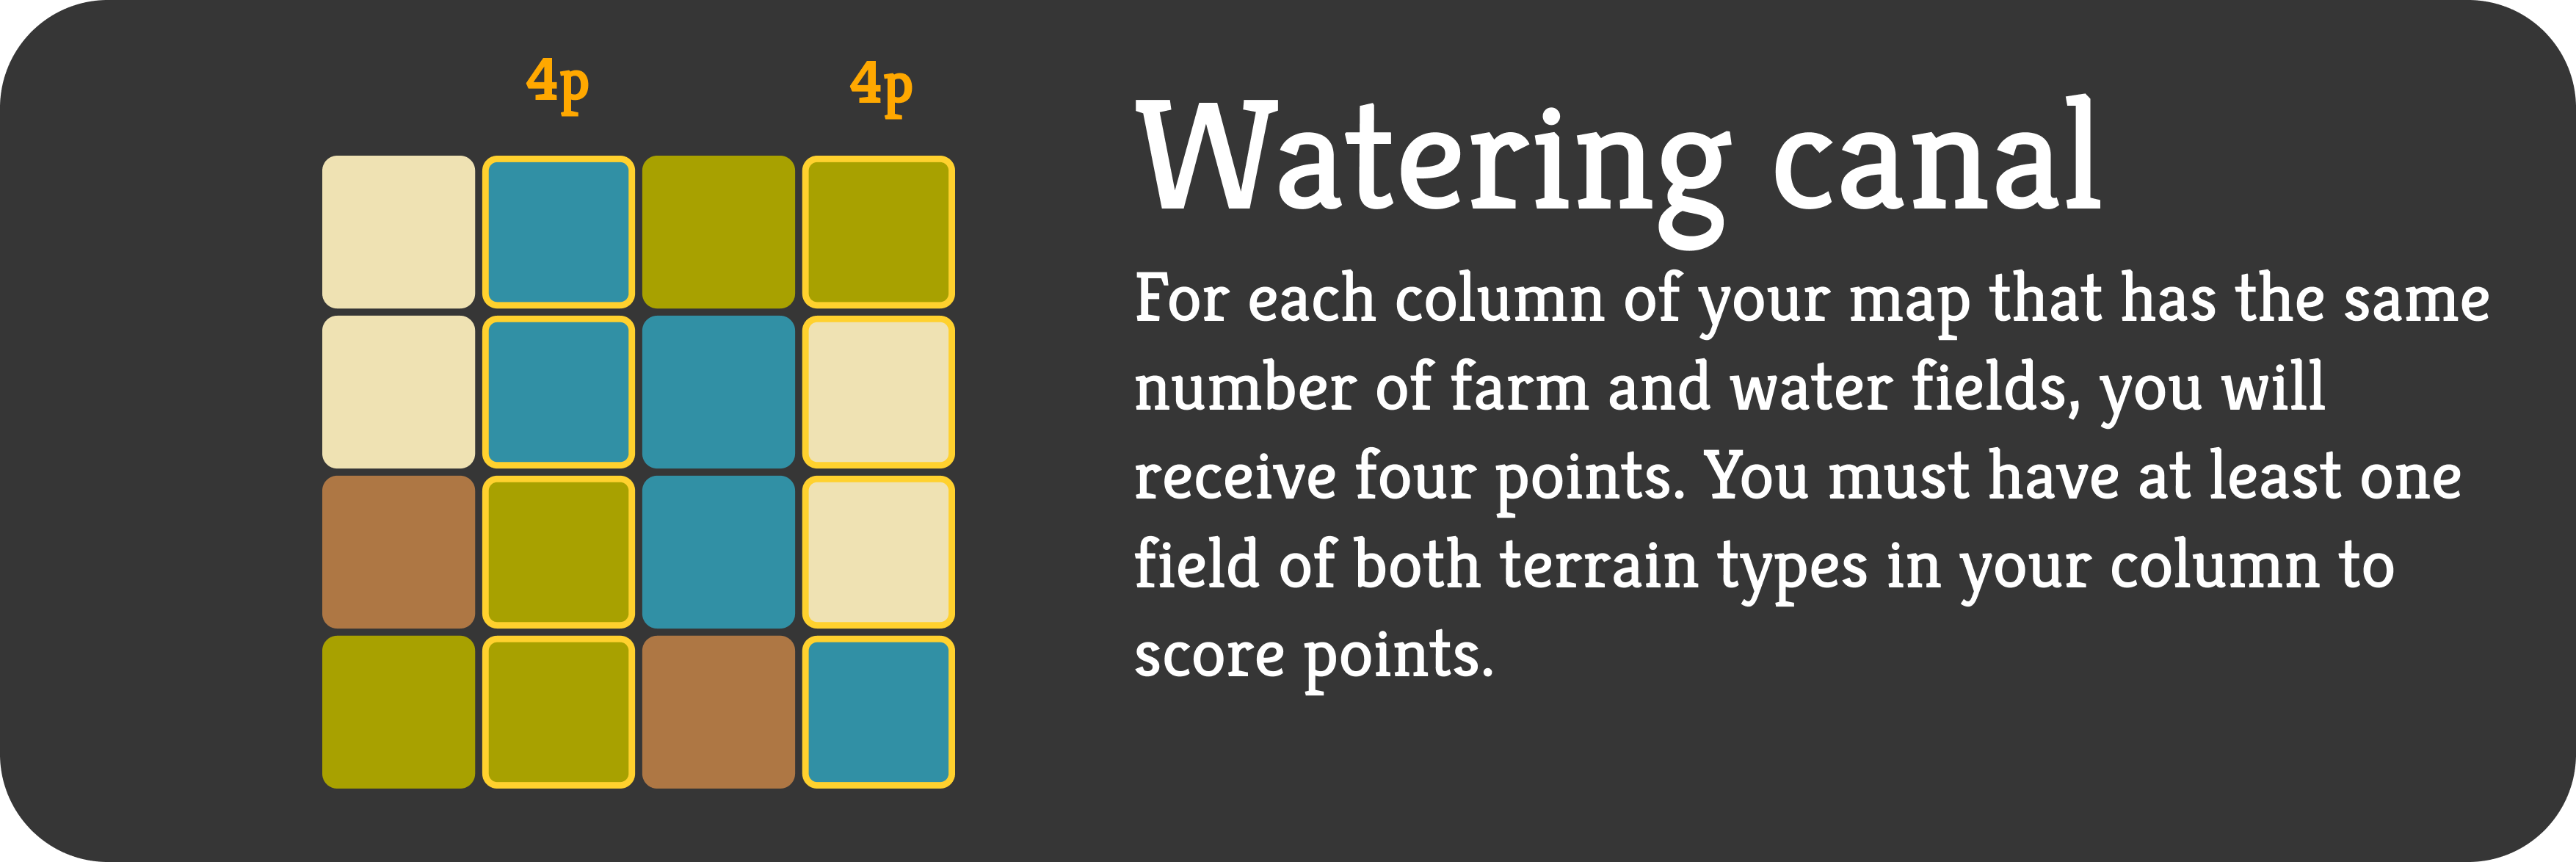 4p 4p
Watering canal
For each column of your map that has the same
number of farm and water fields, you will
receive four points. You must have at least one
field of both terrain types in your column to
score points.